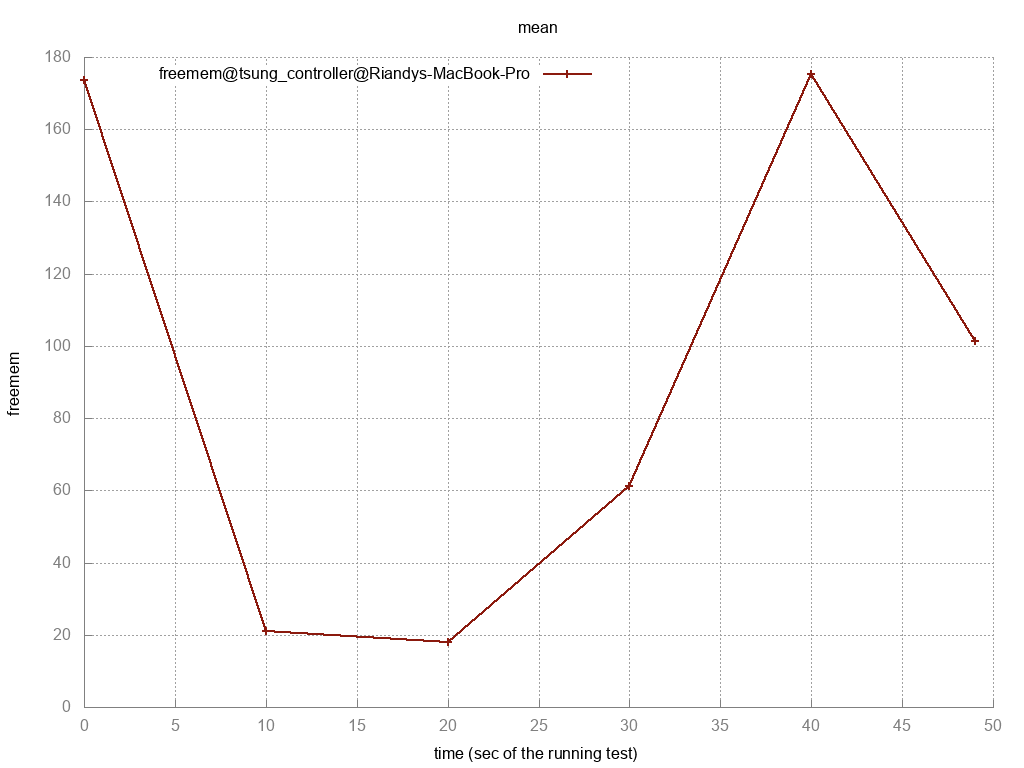 mean
freemem@tsung_controller@Riandys-MacBook-Pro
180
160
140
120
100
80
60
40
20
0
freemem
0 5 10 15 20 25 30 35 40 45 50
time (sec of the running test)